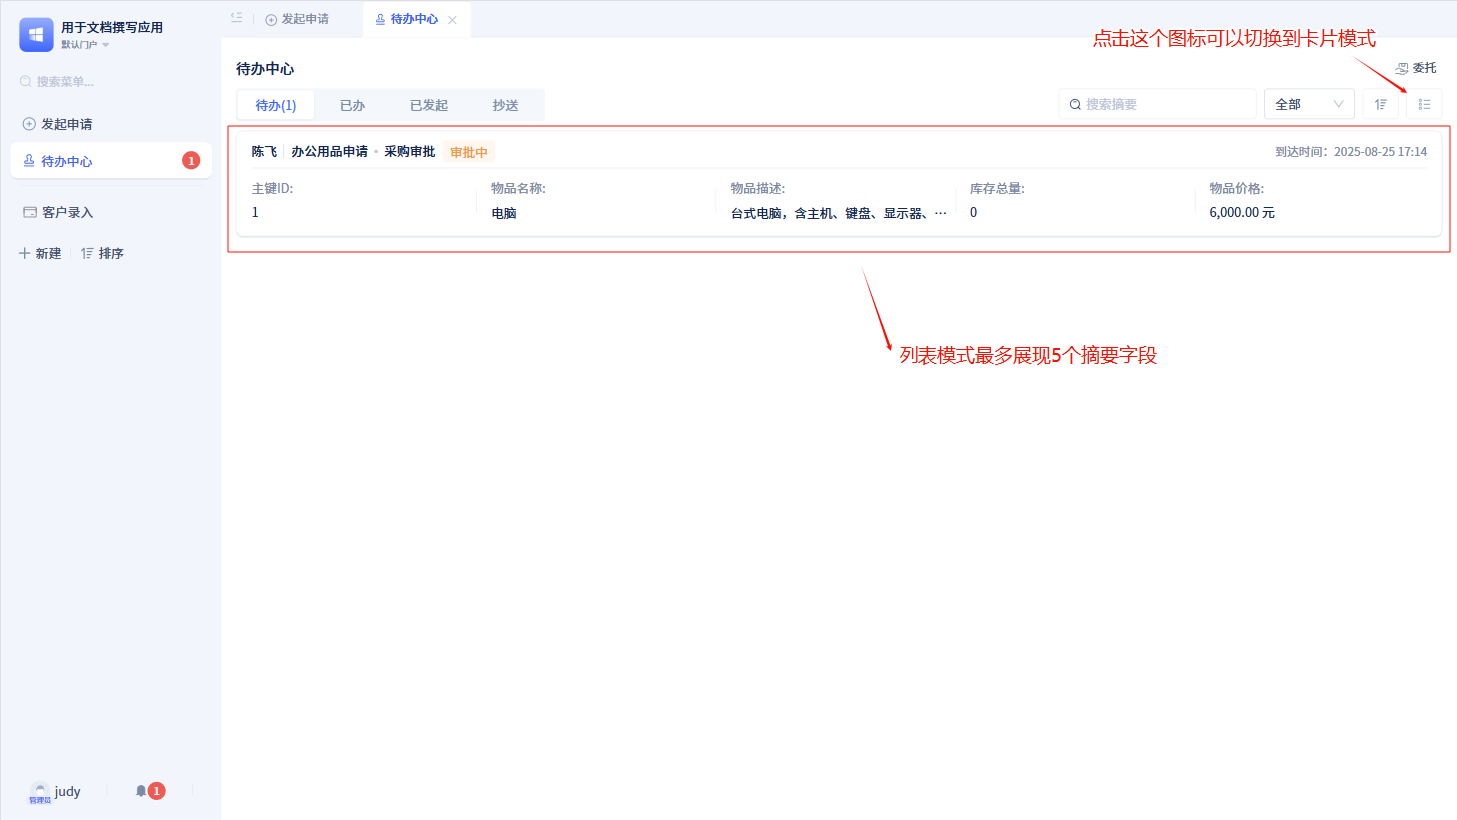 用于文档撰写应用
默认门户
搜索菜单...
发起申请
待办中心 1
客户录入
新建 排序
judy
管理员
1
发起申请 待办中心
点击这个图标可以切换到卡片模式
待办中心
委托
待办(1) 已办 已发起 抄送
搜索摘要 全部
陈飞 办公用品申请 · 采购审批 审批中 到达时间：2025-08-25 17:14
主键ID: 物品名称: 物品描述: 库存总量: 物品价格:
1 电脑 台式电脑，含主机、键盘、显示器、··· 0 6,000.00 元
列表模式最多展现5个摘要字段